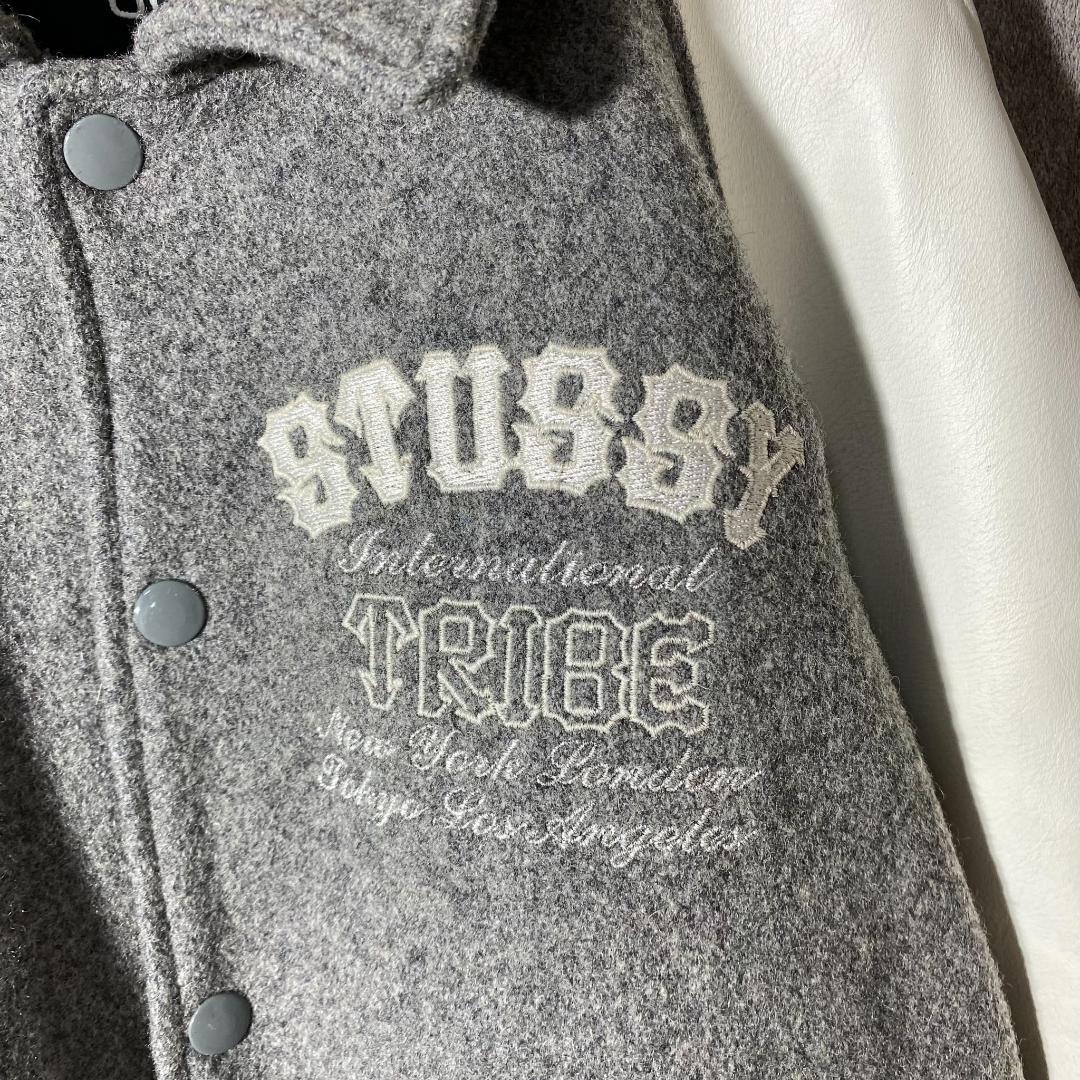 STUSSY
International
TRIBE
New York London
Tokyo Los Angeles